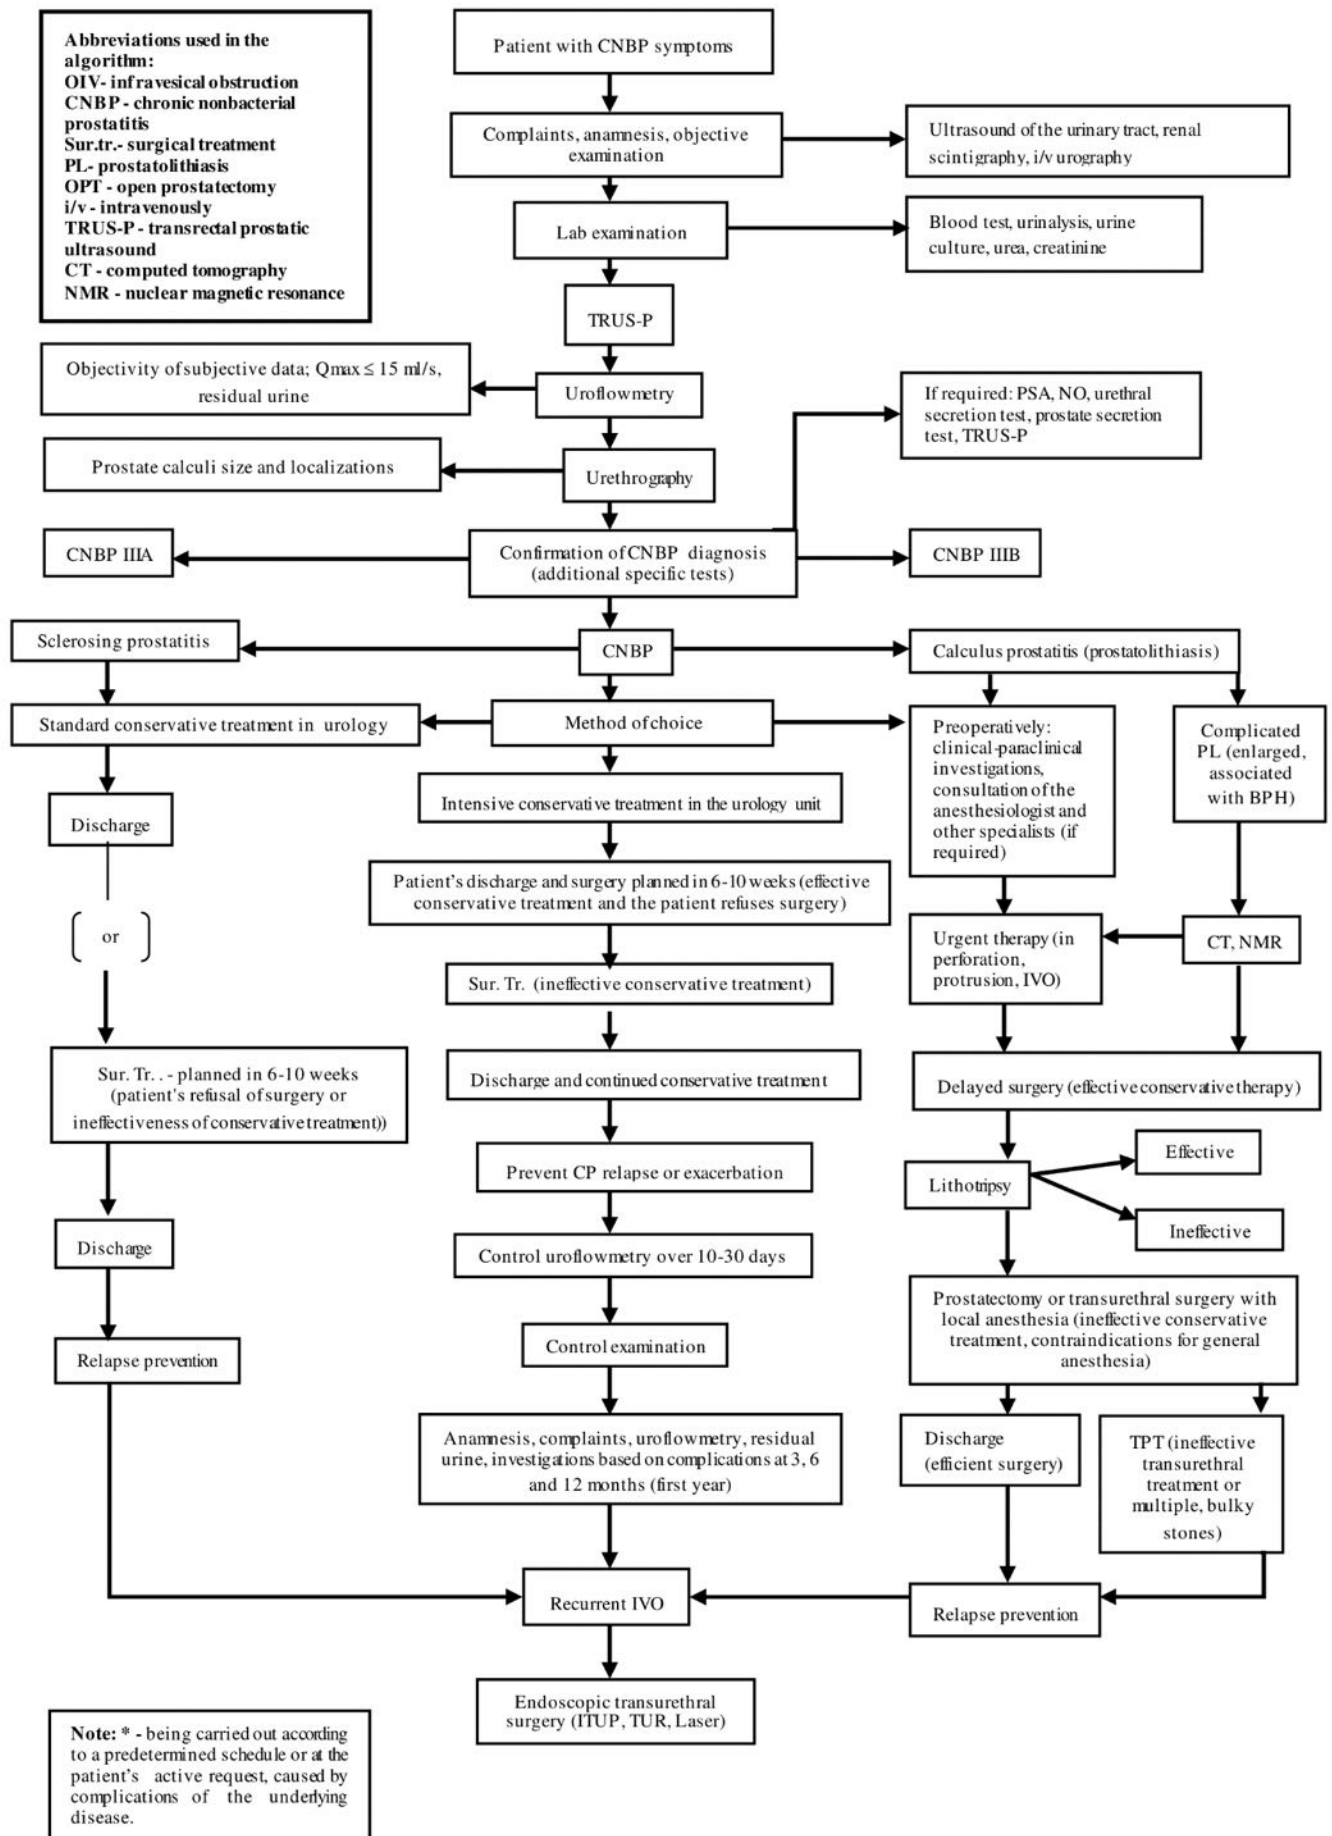 Abbreviations used in the
algorithm:
OIV- infravesical obstruction
CNBP - chronic nonbacterial
prostatitis
Sur.tr.- surgical treatment
PL- prostatolithiasis
OPT - open prostatectomy
i/v - intravenously
TRUS-P - transrectal prostatic
ultrasound
CT - computed tomography
NMR - nuclear magnetic resonance
Patient with CNBP symptoms
Complaints, anamnesis, objective
examination
Ultrasound of the urinary tract, renal
scintigraphy, i/v urography
Lab examination
Blood test, urinalysis, urine
culture, urea, creatinine
TRUS-P
Objectivity of subjective data; Qmax ≤ 15 ml/s,
residual urine
Uroflowmetry
If required: PSA, NO, urethral
secretion test, prostate secretion
test, TRUS-P
Prostate calculi size and localizations
Urethrography
CNBP IIIA
Confirmation of CNBP diagnosis
(additional specific tests)
CNBP IIIB
Sclerosing prostatitis
CNBP
Calculus prostatitis (prostatolithiasis)
Standard conservative treatment in urology
Method of choice
Preoperatively:
clinical-paraclinical
investigations,
consultation of the
anesthesiologist and
other specialists (if
required)
Complicated
PL (enlarged,
associated
with BPH)
Intensive conservative treatment in the urology unit
Discharge
Patient's discharge and surgery planned in 6-10 weeks (effective
conservative treatment and the patient refuses surgery)
or
Urgent therapy (in
perforation,
protrusion, IVO)
CT, NMR
Sur. Tr. (ineffective conservative treatment)
Sur. Tr. . - planned in 6-10 weeks
(patient's refusal of surgery or
ineffectiveness of conservative treatment))
Discharge and continued conservative treatment
Delayed surgery (effective conservative therapy)
Prevent CP relapse or exacerbation
Lithotripsy
Effective
Ineffective
Discharge
Control uroflowmetry over 10-30 days
Prostatectomy or transurethral surgery with
local anesthesia (ineffective conservative
treatment, contraindications for general
anesthesia)
Relapse prevention
Control examination
Anamnesis, complaints, uroflowmetry, residual
urine, investigations based on complications at 3, 6
and 12 months (first year)
Discharge
(efficient surgery)
TPT (ineffective
transurethral
treatment or
multiple, bulky
stones)
Recurrent IVO
Relapse prevention
Endoscopic transurethral
surgery (ITUP, TUR, Laser)
Note: * - being carried out according
to a predetermined schedule or at the
patient's active request, caused by
complications of the underlying
disease.